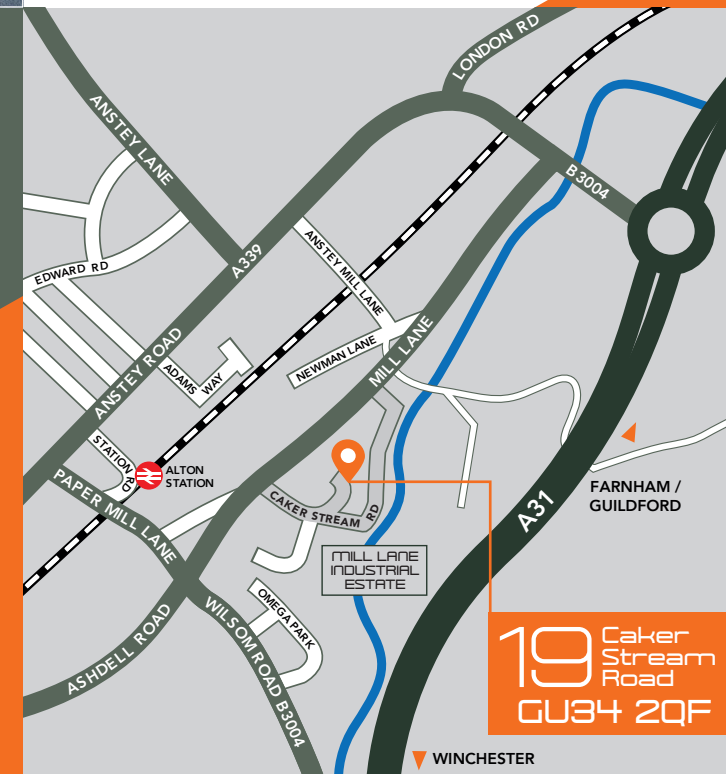 LONDON RD
ANSTEY LANE
B3004
EDWARD RD
A339
ANSTEY MILL LANE
ANSTEY ROAD
ADAMS WAY
NEWMAN LANE
MILL LANE
STATION RD
ALTON
STATION
PAPER MILL LANE
CAKER STREAM RD
FARNHAM /
GUILDFORD
A31
MILL LANE
INDUSTRIAL
ESTATE
OMEGA PARK
ASHDELL ROAD
WILSOM ROAD B3004
19 Caker
Stream
Road
GU34 2QF
WINCHESTER